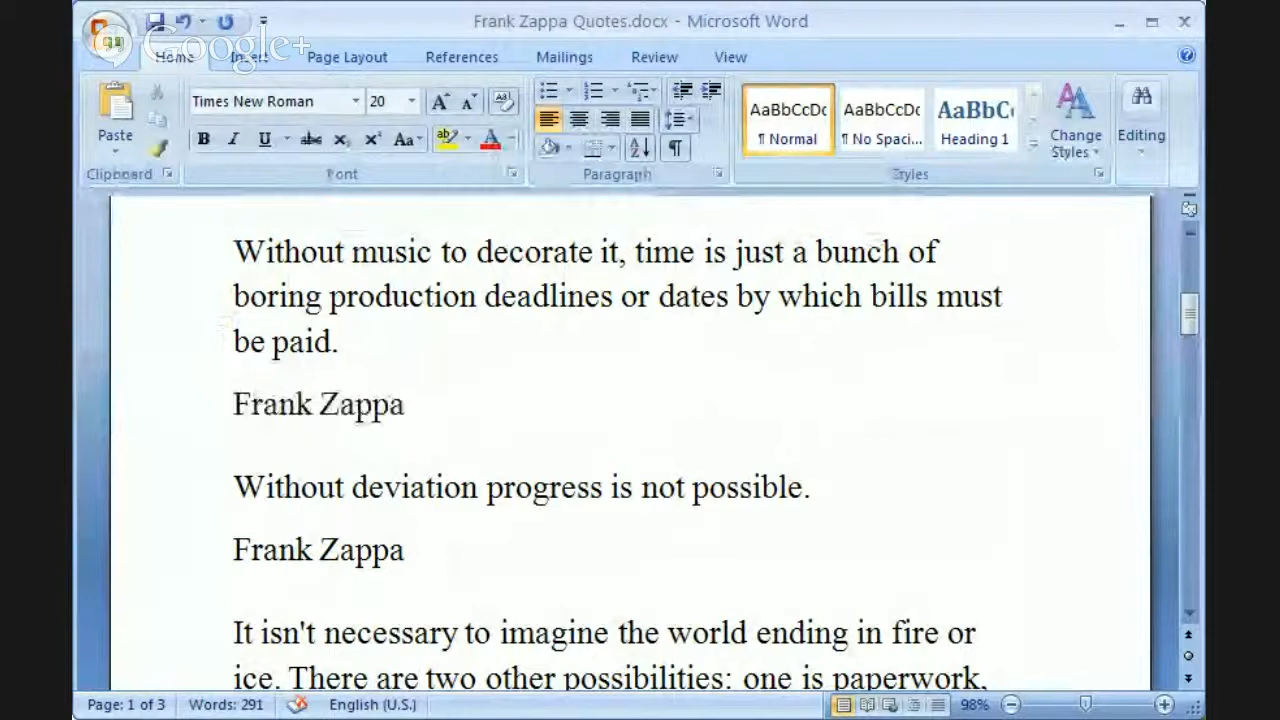 Frank Zappa Quotes.docx - Microsoft Word
Google+
Home Insert Page Layout References Mailings Review View
Times New Roman 20
AaBbCcDc AaBbCcDc AaBbC
Paste
B I U abc x x Aa ab A
¶ Normal ¶ No Spaci... Heading 1 Change Styles Editing
Clipboard Font Paragraph Styles
Without music to decorate it, time is just a bunch of
boring production deadlines or dates by which bills must
be paid.
Frank Zappa
Without deviation progress is not possible.
Frank Zappa
It isn't necessary to imagine the world ending in fire or
ice. There are two other possibilities: one is paperwork,
Page: 1 of 3 Words: 291 English (U.S.) 98%